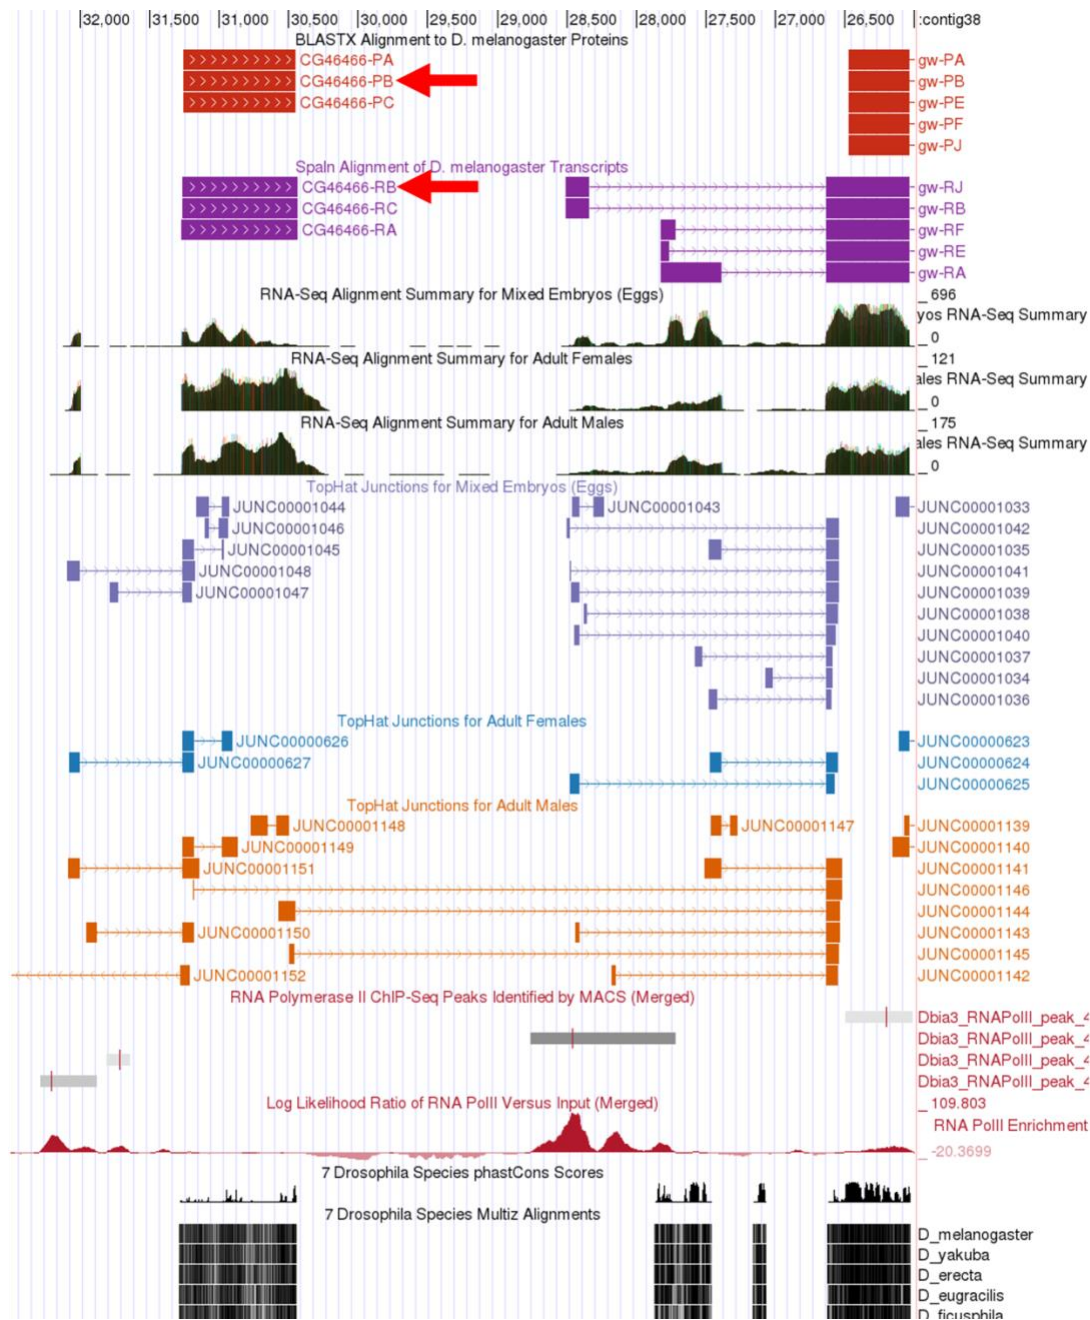 32,000 31,500 31,000 30,500 30,000 29,500 29,000 28,500 28,000 27,500 27,000 26,500 :contig38
BLASTX Alignment to D. melanogaster Proteins
CG46466-PA gw-PA
CG46466-PB gw-PB
CG46466-PC gw-PE
gw-PF
gw-PJ
Spaln Alignment of D. melanogaster Transcripts
CG46466-RB gw-RJ
CG46466-RC gw-RB
CG46466-RA gw-RF
gw-RE
gw-RA
RNA-Seq Alignment Summary for Mixed Embryos (Eggs) 696
yos RNA-Seq Summary
0
RNA-Seq Alignment Summary for Adult Females 121
ales RNA-Seq Summary
0
RNA-Seq Alignment Summary for Adult Males 175
ales RNA-Seq Summary
0
TopHat Junctions for Mixed Embryos (Eggs)
JUNC00001044 JUNC00001043 JUNC00001033
JUNC00001046 JUNC00001042
JUNC00001045 JUNC00001035
JUNC00001048 JUNC00001041
JUNC00001047 JUNC00001039
JUNC00001038
JUNC00001040
JUNC00001037
JUNC00001034
JUNC00001036
TopHat Junctions for Adult Females
JUNC00000626 JUNC00000623
JUNC00000627 JUNC00000624
JUNC00000625
TopHat Junctions for Adult Males
JUNC00001148 JUNC00001147 JUNC00001139
JUNC00001149 JUNC00001140
JUNC00001151 JUNC00001141
JUNC00001146
JUNC00001144
JUNC00001150 JUNC00001143
JUNC00001145
JUNC00001152 JUNC00001142
RNA Polymerase II ChIP-Seq Peaks Identified by MACS (Merged)
Dbia3_RNAPolII_peak_4
Dbia3_RNAPolII_peak_4
Dbia3_RNAPolII_peak_4
Dbia3_RNAPolII_peak_4
Log Likelihood Ratio of RNA PolII Versus Input (Merged) 109.803
RNA PolII Enrichment
-20.3699
7 Drosophila Species phastCons Scores
7 Drosophila Species Multiz Alignments
D_melanogaster
D_yakuba
D_erecta
D_eugracilis
D_ficusphila